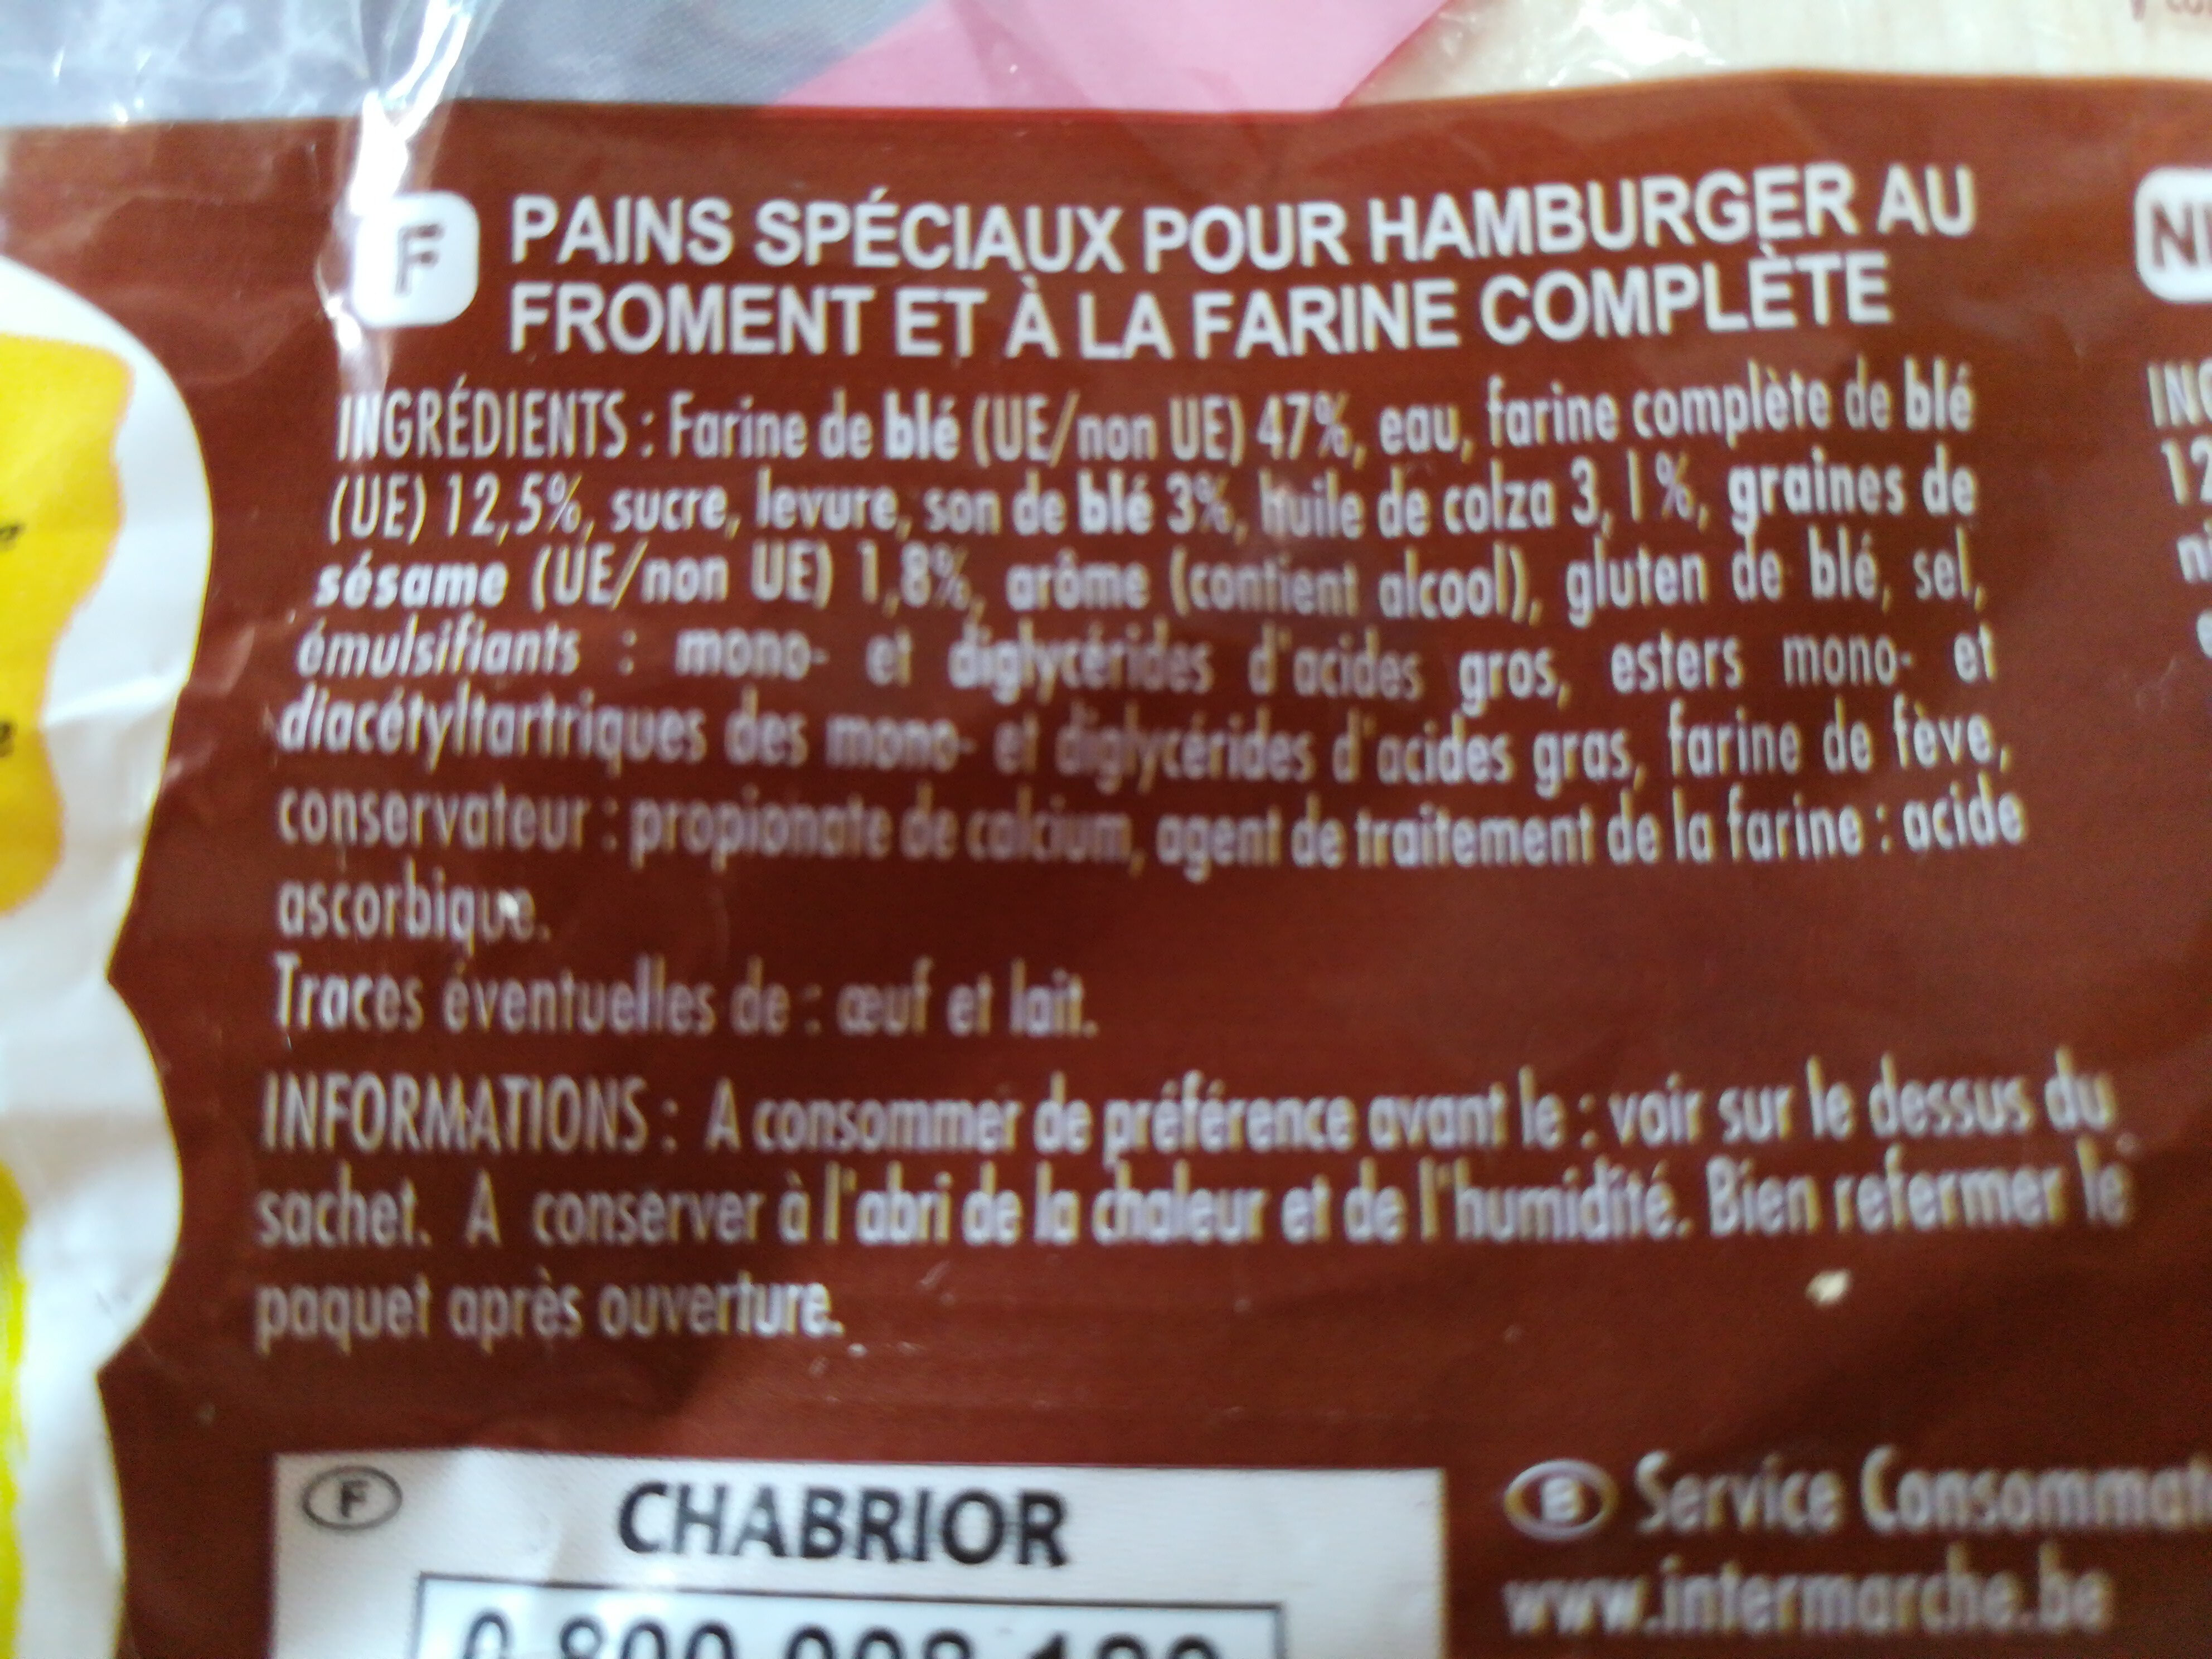 F
PAINS SPÉCIAUX POUR HAMBURGER AU
FROMENT ET À LA FARINE COMPLÈTE
INGRÉDIENTS : Farine de blé (UE/non UE) 47%, eau, farine complète de blé
(UE) 12,5%, sucre, levure, son de blé 3%, huile de colza 3,1%, graines de
sésame (UE/non UE) 1,8%, arôme (contient alcool), gluten de blé, sel,
émulsifiants : mono- et diglycérides d'acides gras, esters mono- et
diacétyltartriques des mono- et diglycérides d'acides gras, farine de fève,
conservateur : propionate de calcium, agent de traitement de la farine : acide
ascorbique.
Traces éventuelles de : œuf et lait.
INFORMATIONS : A consommer de préférence avant le : voir sur le dessus du
sachet. A conserver à l'abri de la chaleur et de l'humidité. Bien refermer le
paquet après ouverture.
F
CHABRIOR
B Service Consommat
www.intermarche.be